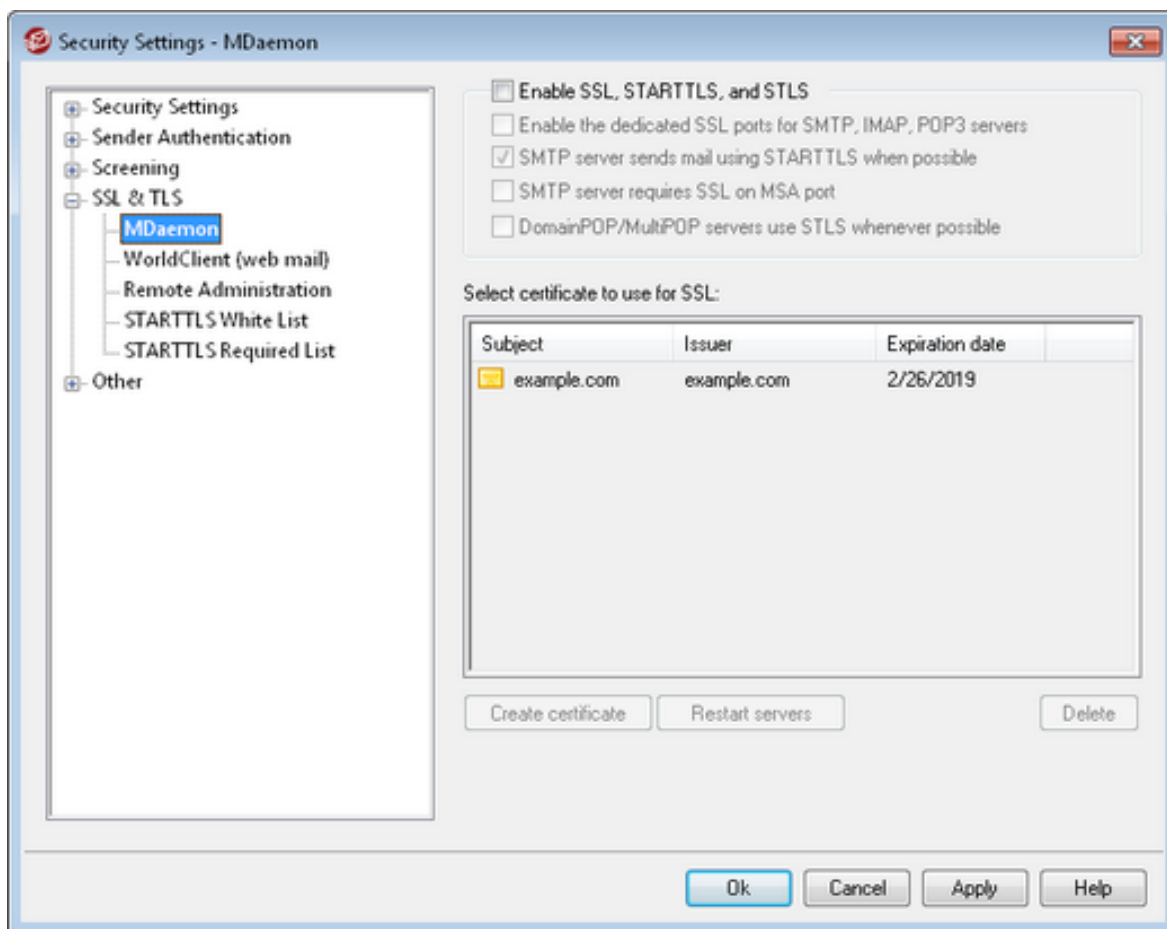 Security Settings - MDaemon
Security Settings
Sender Authentication
Screening
SSL & TLS
MDaemon
WorldClient (web mail)
Remote Administration
STARTTLS White List
STARTTLS Required List
Other
Enable SSL, STARTTLS, and STLS
Enable the dedicated SSL ports for SMTP, IMAP, POP3 servers
SMTP server sends mail using STARTTLS when possible
SMTP server requires SSL on MSA port
DomainPOP/MultiPOP servers use STLS whenever possible
Select certificate to use for SSL:
Subject Issuer Expiration date
example.com example.com 2/26/2019
Create certificate Restart servers Delete
Ok Cancel Apply Help